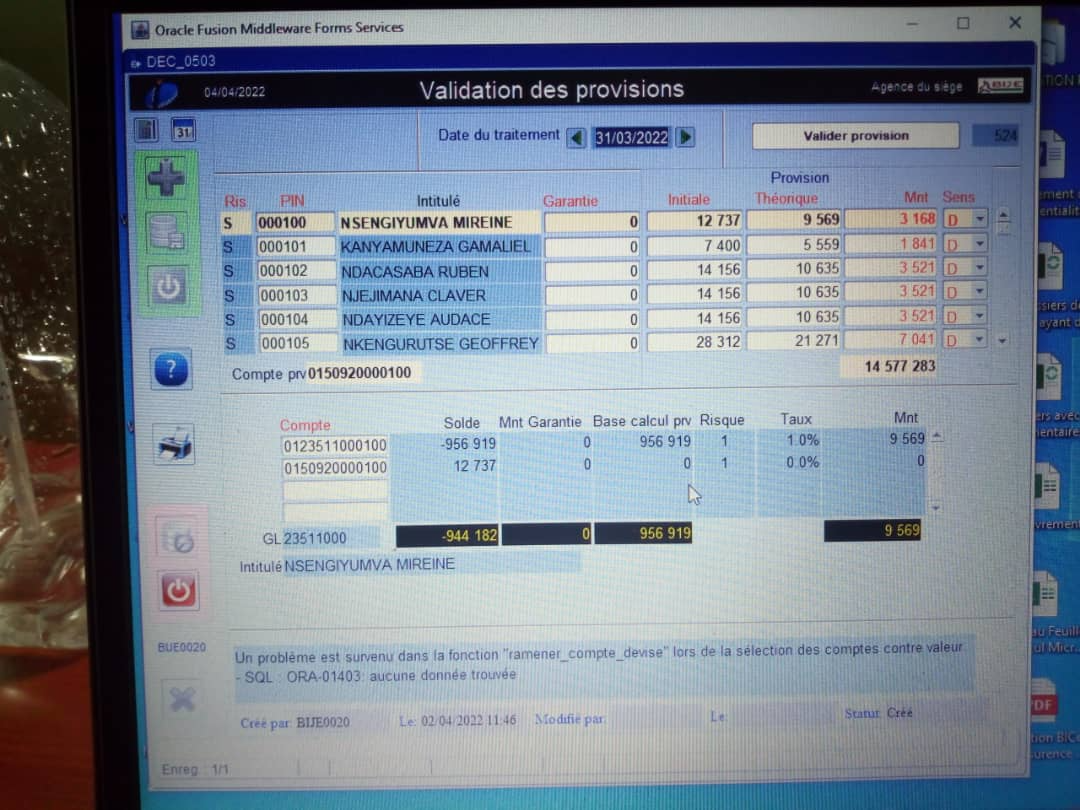 Oracle Fusion Middleware Forms Services
DEC_0503
04/04/2022 Validation des provisions Agence du siège
31 Date du traitement 31/03/2022 Valider provision 524
Provision
Ris PIN Intitulé Garantie Initiale Théorique Mnt Sens
S 000100 NSENGIYUMVA MIREINE 0 12 737 9 569 3 168 D
S 000101 KANYAMUNEZA GAMALIEL 0 7 400 5 559 1 841 D
S 000102 NDACASABA RUBEN 0 14 156 10 635 3 521 D
S 000103 NJEJIMANA CLAVER 0 14 156 10 635 3 521 D
S 000104 NDAYIZEYE AUDACE 0 14 156 10 635 3 521 D
S 000105 NKENGURUTSE GEOFFREY 0 28 312 21 271 7 041 D
Compte prv 0150920000100 14 577 283
?
Compte Solde Mnt Garantie Base calcul prv Risque Taux Mnt
0123511000100 -956 919 0 956 919 1 1.0% 9 569
0150920000100 12 737 0 0 1 0.0% 0
GL 23511000 -944 182 0 956 919 9 569
Intitulé NSENGIYUMVA MIREINE
BIJE0020
Un problème est survenu dans la fonction "ramener_compte_devise" lors de la sélection des comptes contre valeur
- SQL : ORA-01403: aucune donnée trouvée
Créé par: BIJE0020 Le: 02/04/2022 11:46 Modifié par: Le Statut Créé
Enreg : 1/1